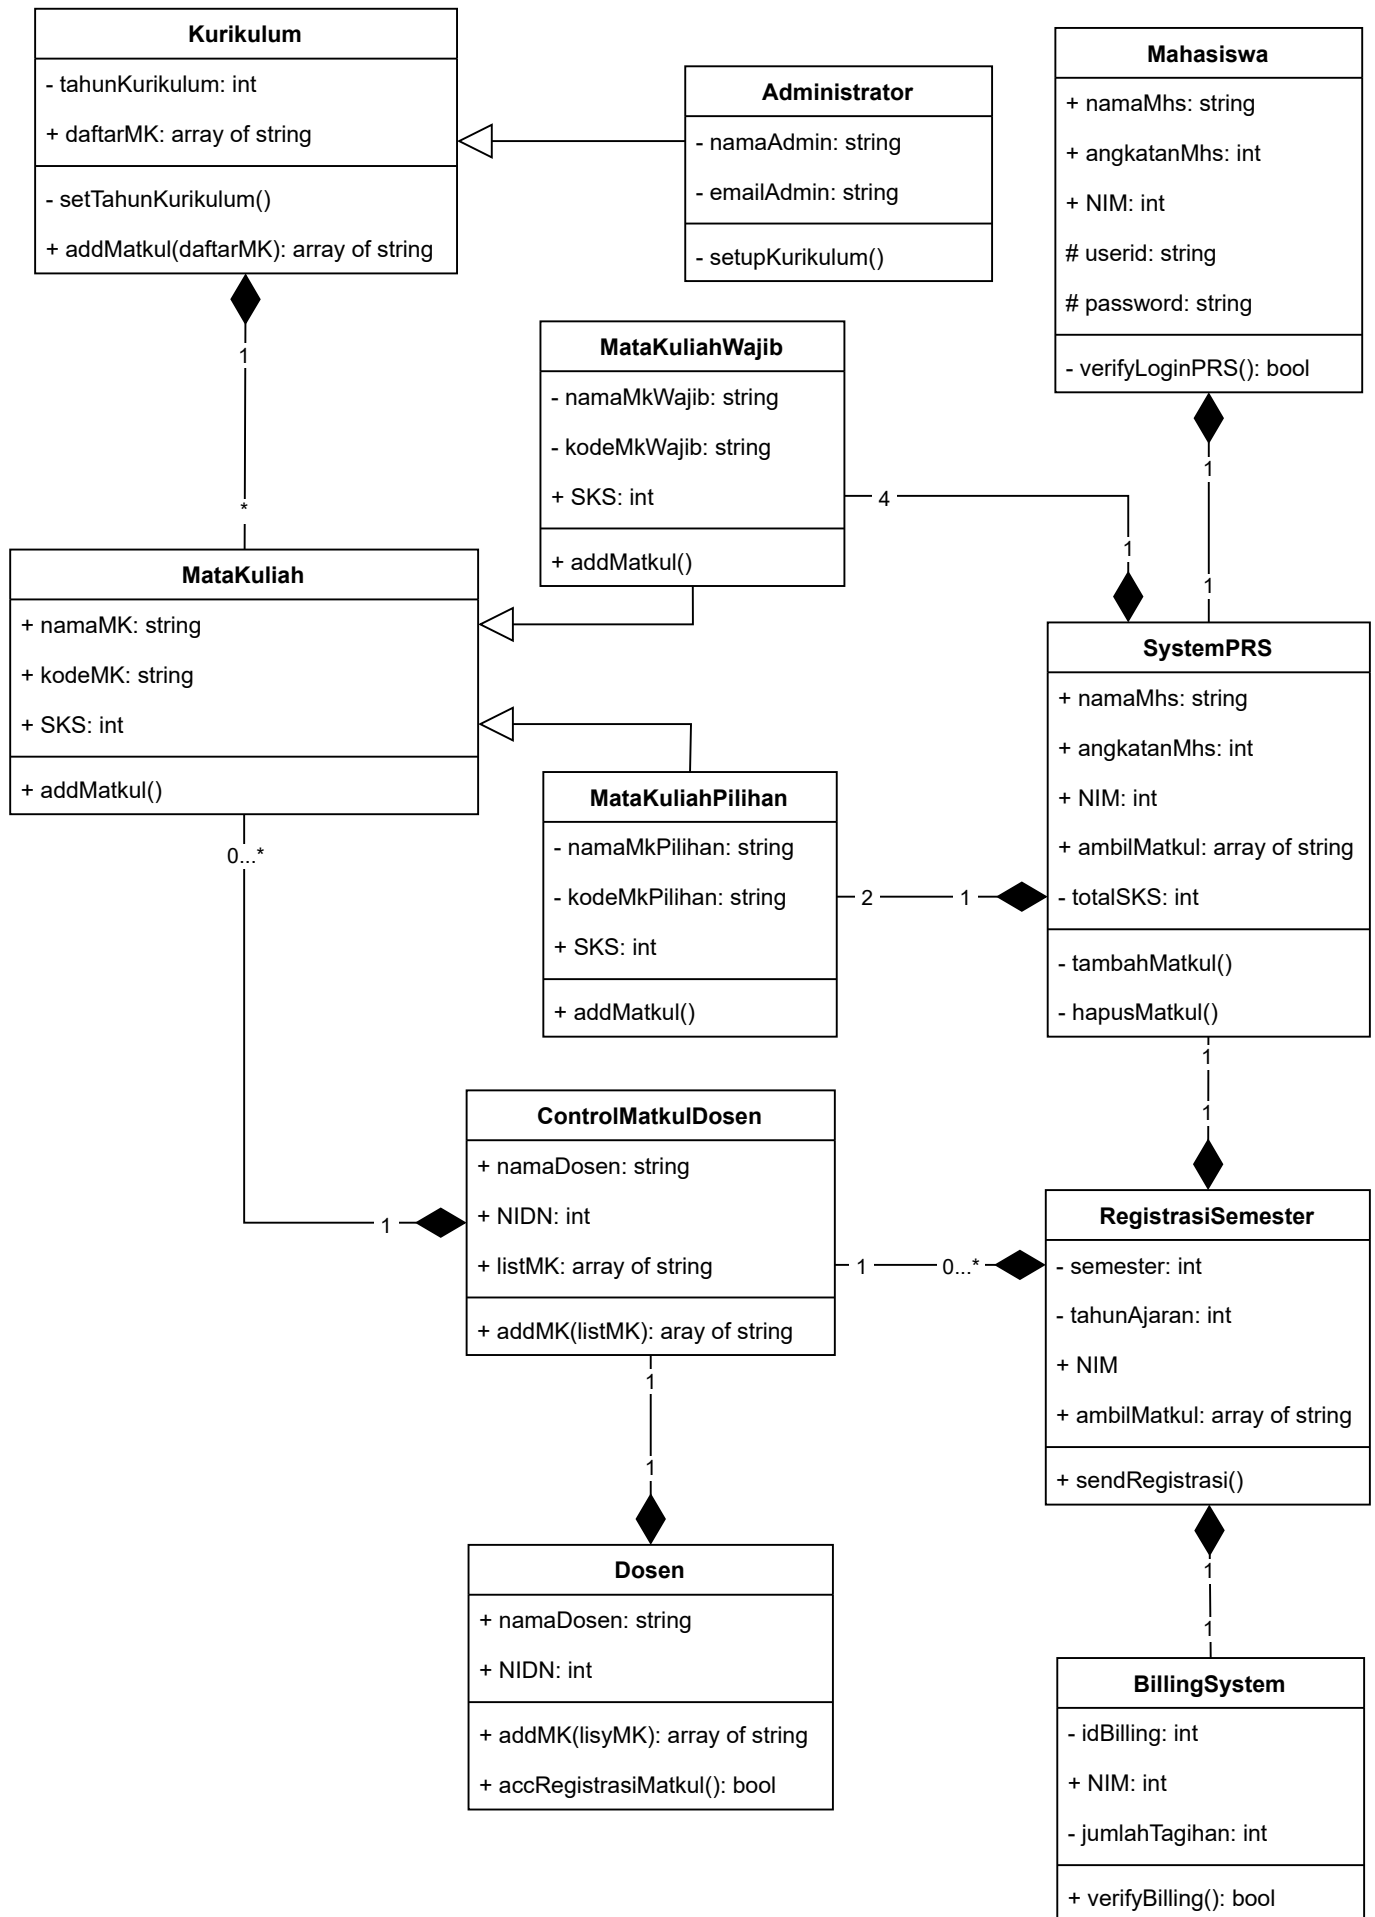 Kurikulum
- tahunKurikulum: int
+ daftarMK: array of string
- setTahunKurikulum()
+ addMatkul(daftarMK): array of string
Administrator
- namaAdmin: string
- emailAdmin: string
- setupKurikulum()
Mahasiswa
+ namaMhs: string
+ angkatanMhs: int
+ NIM: int
# userid: string
# password: string
- verifyLoginPRS(): bool
1
*
MataKuliahWajib
- namaMkWajib: string
- kodeMkWajib: string
+ SKS: int
+ addMatkul()
4
1
1
1
MataKuliah
+ namaMK: string
+ kodeMK: string
+ SKS: int
+ addMatkul()
0...*
MataKuliahPilihan
- namaMkPilihan: string
- kodeMkPilihan: string
+ SKS: int
+ addMatkul()
2
1
SystemPRS
+ namaMhs: string
+ angkatanMhs: int
+ NIM: int
+ ambilMatkul: array of string
- totalSKS: int
- tambahMatkul()
- hapusMatkul()
1
1
ControlMatkulDosen
+ namaDosen: string
+ NIDN: int
+ listMK: array of string
+ addMK(listMK): aray of string
1
1
0...*
RegistrasiSemester
- semester: int
- tahunAjaran: int
+ NIM
+ ambilMatkul: array of string
+ sendRegistrasi()
1
1
Dosen
+ namaDosen: string
+ NIDN: int
+ addMK(lisyMK): array of string
+ accRegistrasiMatkul(): bool
1
1
BillingSystem
- idBilling: int
+ NIM: int
- jumlahTagihan: int
+ verifyBilling(): bool